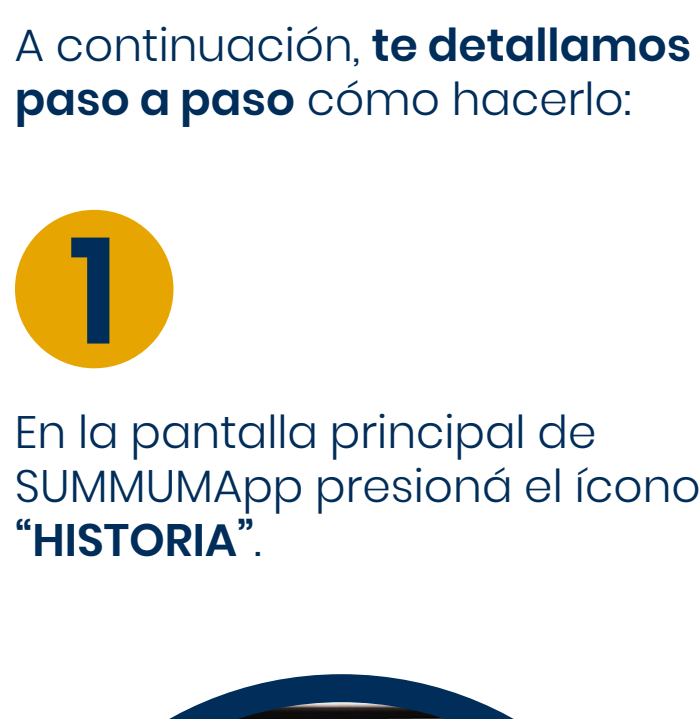 A continuación, te detallamos
paso a paso cómo hacerlo:
1
En la pantalla principal de
SUMMUMApp presioná el ícono
“HISTORIA”.